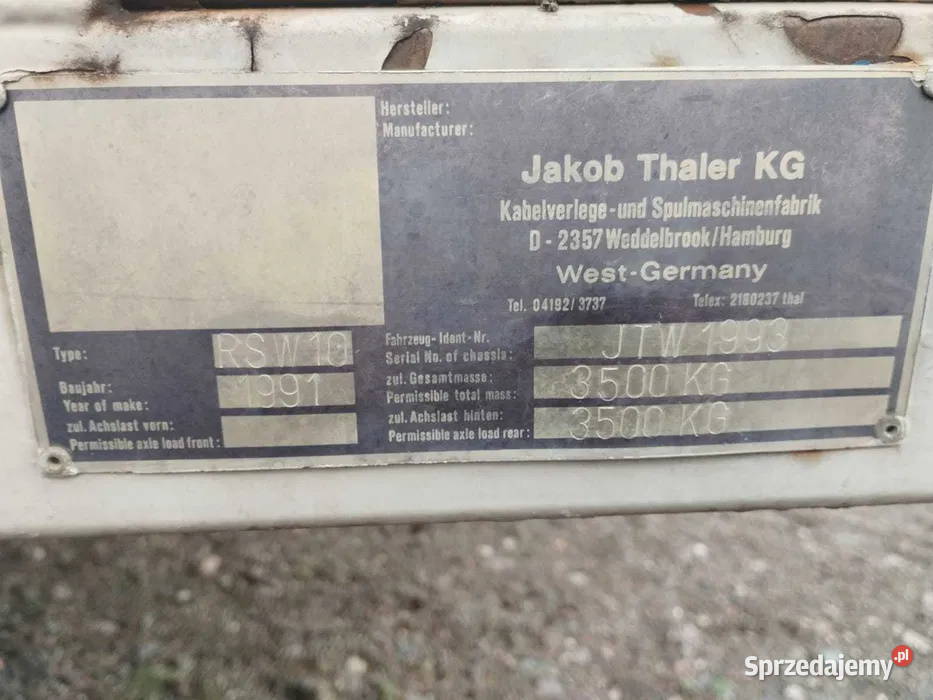 Hersteller:
Manufacturer:
Jakob Thaler KG
Kabelverlege-und Spulmaschinenfabrik
D-2357 Weddelbrook/Hamburg
West-Germany
Tel. 04192/3737 Telex: 2180237 thal
Type: RSW10
Baujahr:
Year of make: 1991
zul. Achslast vorn:
Permissible axle load front:
Fahrzeug-Ident-Nr.
Serial No. of chassis: JTW 1993
zul. Gesamtmasse:
Permissible total mass: 3500 KG
zul. Achslast hinten:
Permissible axle load rear: 3500 KG
Sprzedajemy.pl